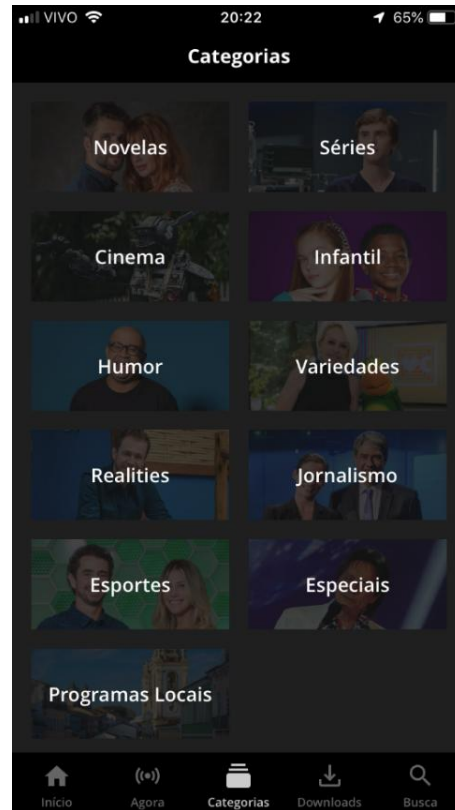 VIVO 20:22 65%
Categorias
Novelas Séries
Cinema Infantil
Humor Variedades
Realities Jornalismo
Esportes Especiais
Programas Locais
Início Agora Categorias Downloads Busca